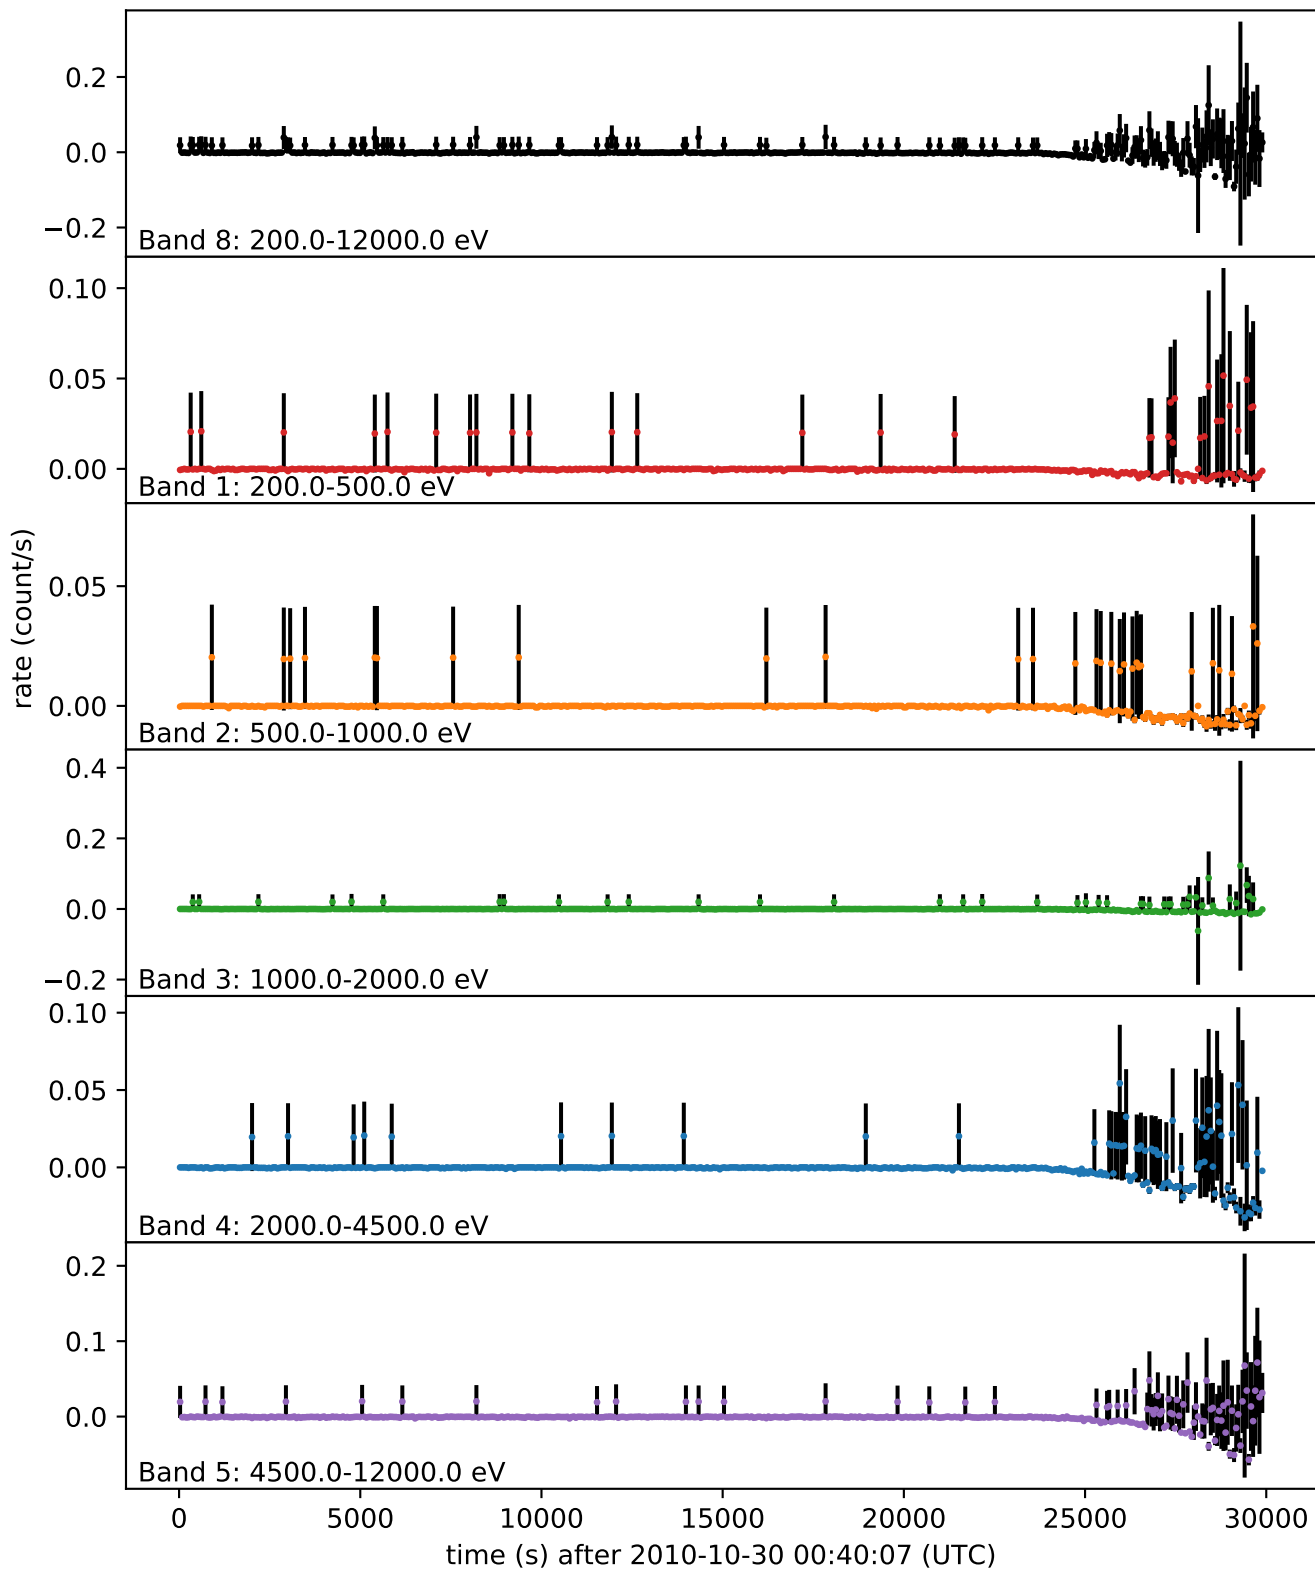 0.2
0.0
−0.2
Band 8: 200.0-12000.0 eV
0.10
0.05
0.00
Band 1: 200.0-500.0 eV
0.05
0.00
Band 2: 500.0-1000.0 eV
rate (count/s)
0.4
0.2
0.0
−0.2
Band 3: 1000.0-2000.0 eV
0.10
0.05
0.00
Band 4: 2000.0-4500.0 eV
0.2
0.1
0.0
Band 5: 4500.0-12000.0 eV
0 5000 10000 15000 20000 25000 30000
time (s) after 2010-10-30 00:40:07 (UTC)